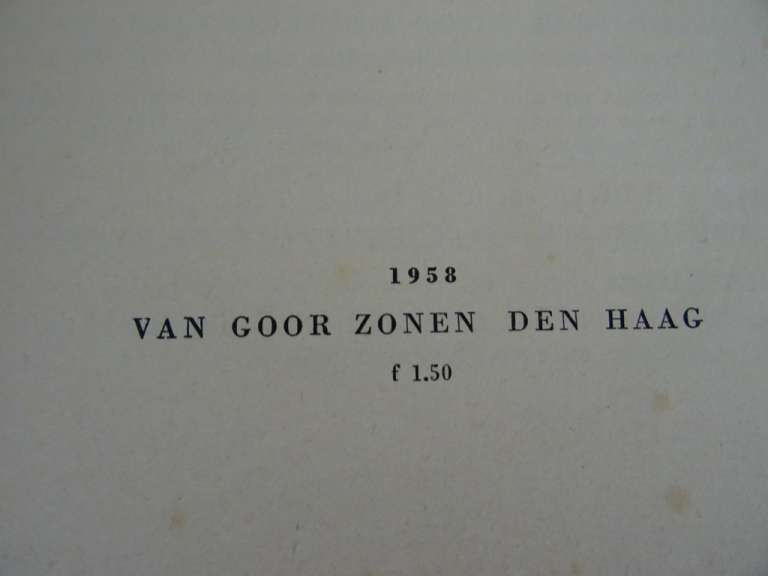 1958
VAN GOOR ZONEN DEN HAAG
f 1.50